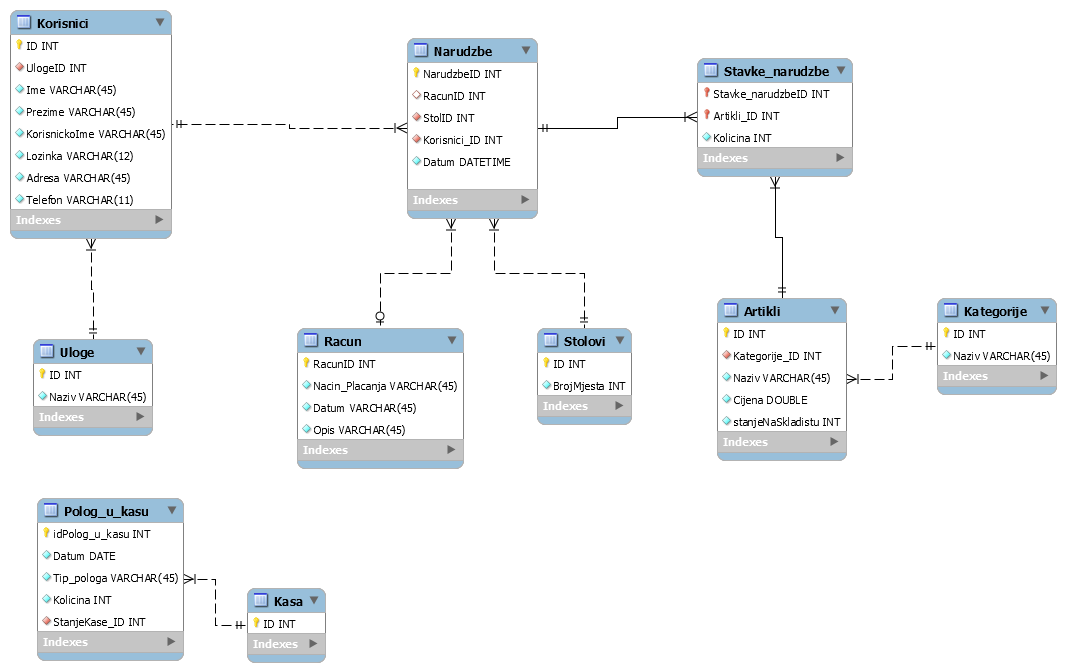 Korisnici
ID INT
UlogeID INT
Ime VARCHAR(45)
Prezime VARCHAR(45)
KorisnickoIme VARCHAR(45)
Lozinka VARCHAR(12)
Adresa VARCHAR(45)
Telefon VARCHAR(11)
Indexes
Narudzbe
NarudzbeID INT
RacunID INT
StolID INT
Korisnici_ID INT
Datum DATETIME
Indexes
Stavke_narudzbe
Stavke_narudzbeID INT
Artikli_ID INT
Kolicina INT
Indexes
Uloge
ID INT
Naziv VARCHAR(45)
Indexes
Racun
RacunID INT
Nacin_Placanja VARCHAR(45)
Datum VARCHAR(45)
Opis VARCHAR(45)
Indexes
Stolovi
ID INT
BrojMjesta INT
Indexes
Artikli
ID INT
Kategorije_ID INT
Naziv VARCHAR(45)
Cijena DOUBLE
stanjeNaSkladistu INT
Indexes
Kategorije
ID INT
Naziv VARCHAR(45)
Indexes
Polog_u_kasu
idPolog_u_kasu INT
Datum DATE
Tip_pologa VARCHAR(45)
Kolicina INT
StanjeKase_ID INT
Indexes
Kasa
ID INT
Indexes